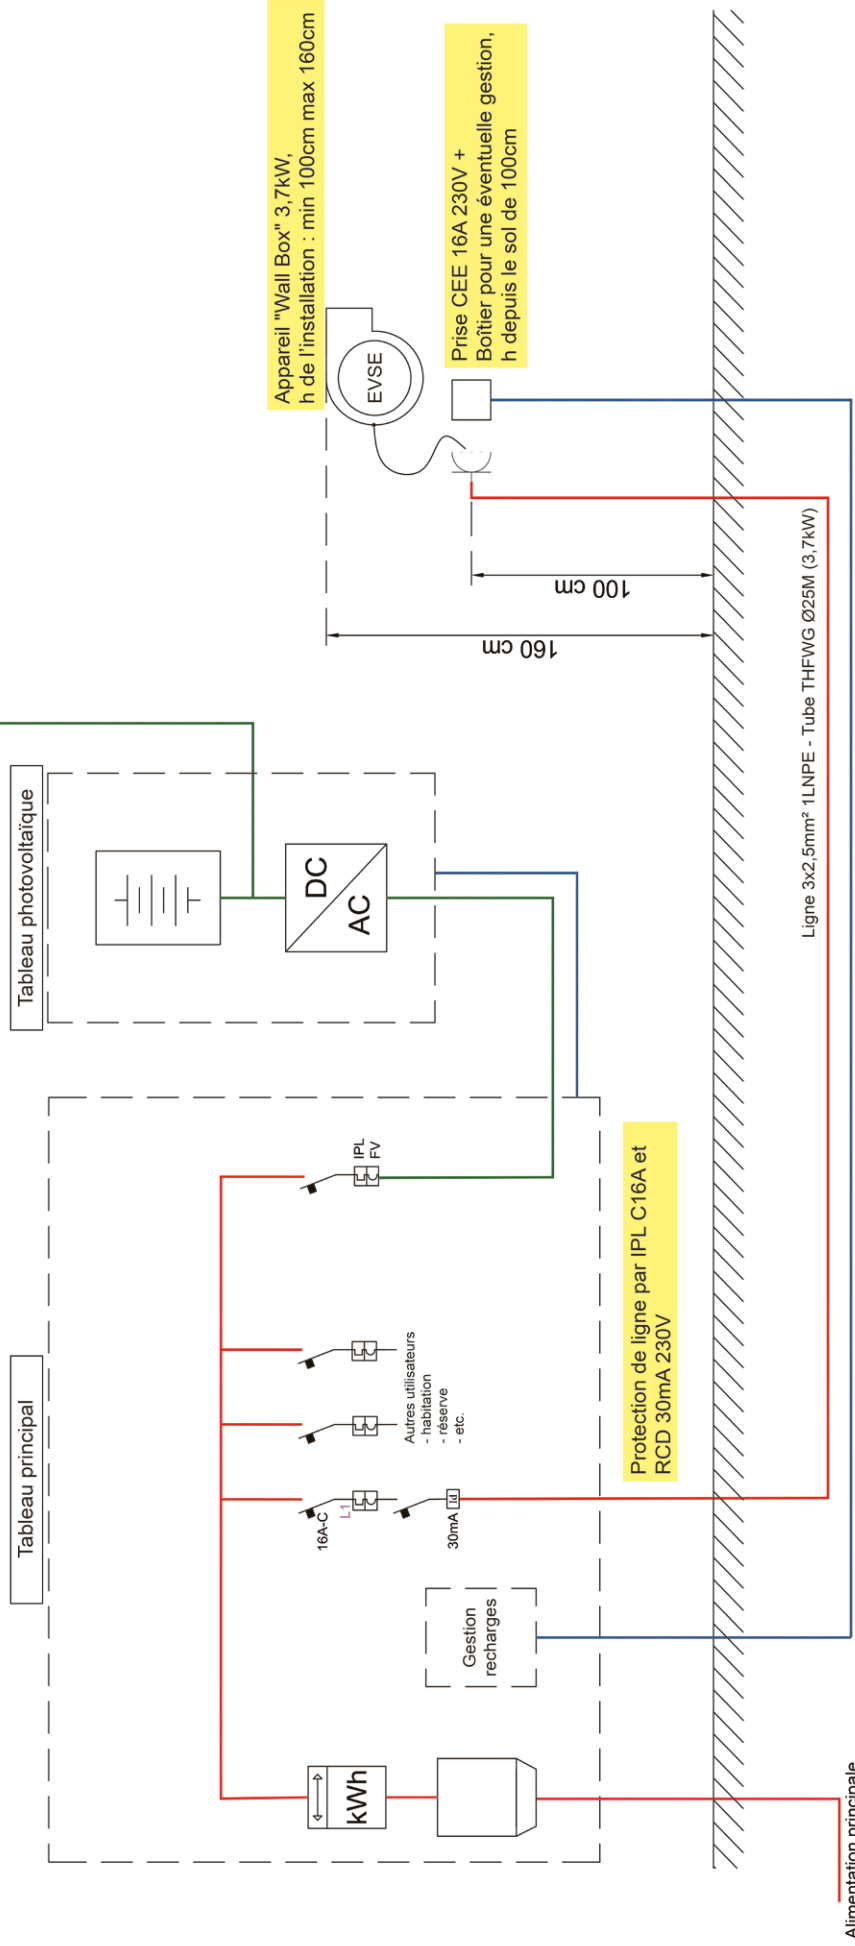 Tableau principal
Tableau photovoltaïque
Appareil "Wall Box" 3,7kW,
h de l'installation : min 100cm max 160cm
EVSE
Prise CEE 16A 230V +
Boîtier pour une éventuelle gestion,
h depuis le sol de 100cm
160 cm
100 cm
DC
AC
kWh
16A-C
L1
30mA
Id
IPL
FV
Autres utilisateurs
- habitation
- réserve
- etc.
Gestion
recharges
Protection de ligne par IPL C16A et
RCD 30mA 230V
Ligne 3x2,5mm² 1LNPE - Tube THFWG Ø25M (3,7kW)
Alimentation principale